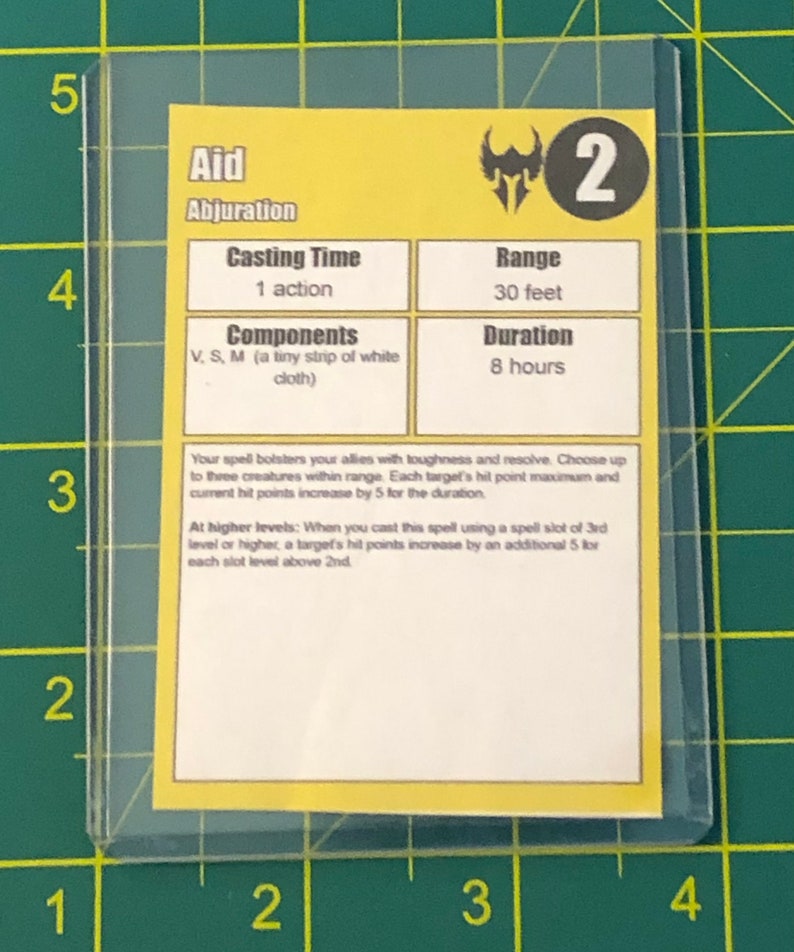 5
Aid
2
Abjuration
Casting Time
Range
4
1 action
30 feet
Components
Duration
V, S, M (a tiny strip of white
cloth)
8 hours
Your spell bolsters your allies with toughness and resolve. Choose up
to three creatures within range. Each target's hit point maximum and
current hit points increase by 5 for the duration.
3
At higher levels: When you cast this spell using a spell slot of 3rd
level or higher, a target's hit points increase by an additional 5 for
each slot level above 2nd.
2
1
2
3
4